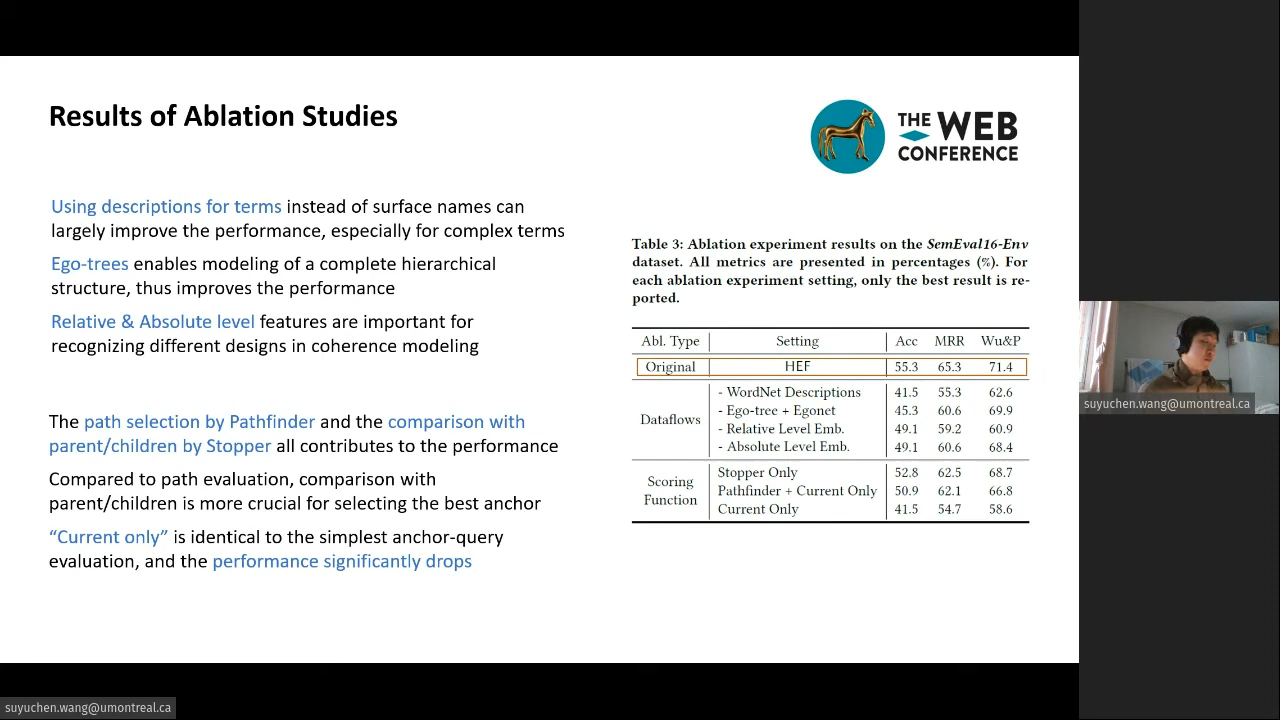 Results of Ablation Studies
THE WEB
CONFERENCE
Using descriptions for terms instead of surface names can
largely improve the performance, especially for complex terms
Ego-trees enables modeling of a complete hierarchical
structure, thus improves the performance
Relative & Absolute level features are important for
recognizing different designs in coherence modeling
The path selection by Pathfinder and the comparison with
parent/children by Stopper all contributes to the performance
Compared to path evaluation, comparison with
parent/children is more crucial for selecting the best anchor
“Current only” is identical to the simplest anchor-query
evaluation, and the performance significantly drops
Table 3: Ablation experiment results on the SemEval16-Env
dataset. All metrics are presented in percentages (%). For
each ablation experiment setting, only the best result is re-
ported.
Abl. Type Setting Acc MRR Wu&P
Original HEF 55.3 65.3 71.4
Dataflows
- WordNet Descriptions 41.5 55.3 62.6
- Ego-tree + Egonet 45.3 60.6 69.9
- Relative Level Emb. 49.1 59.2 60.9
- Absolute Level Emb. 49.1 60.6 68.4
Scoring
Function
Stopper Only 52.8 62.5 68.7
Pathfinder + Current Only 50.9 62.1 66.8
Current Only 41.5 54.7 58.6
suyuchen.wang@umontreal.ca
suyuchen.wang@umontreal.ca